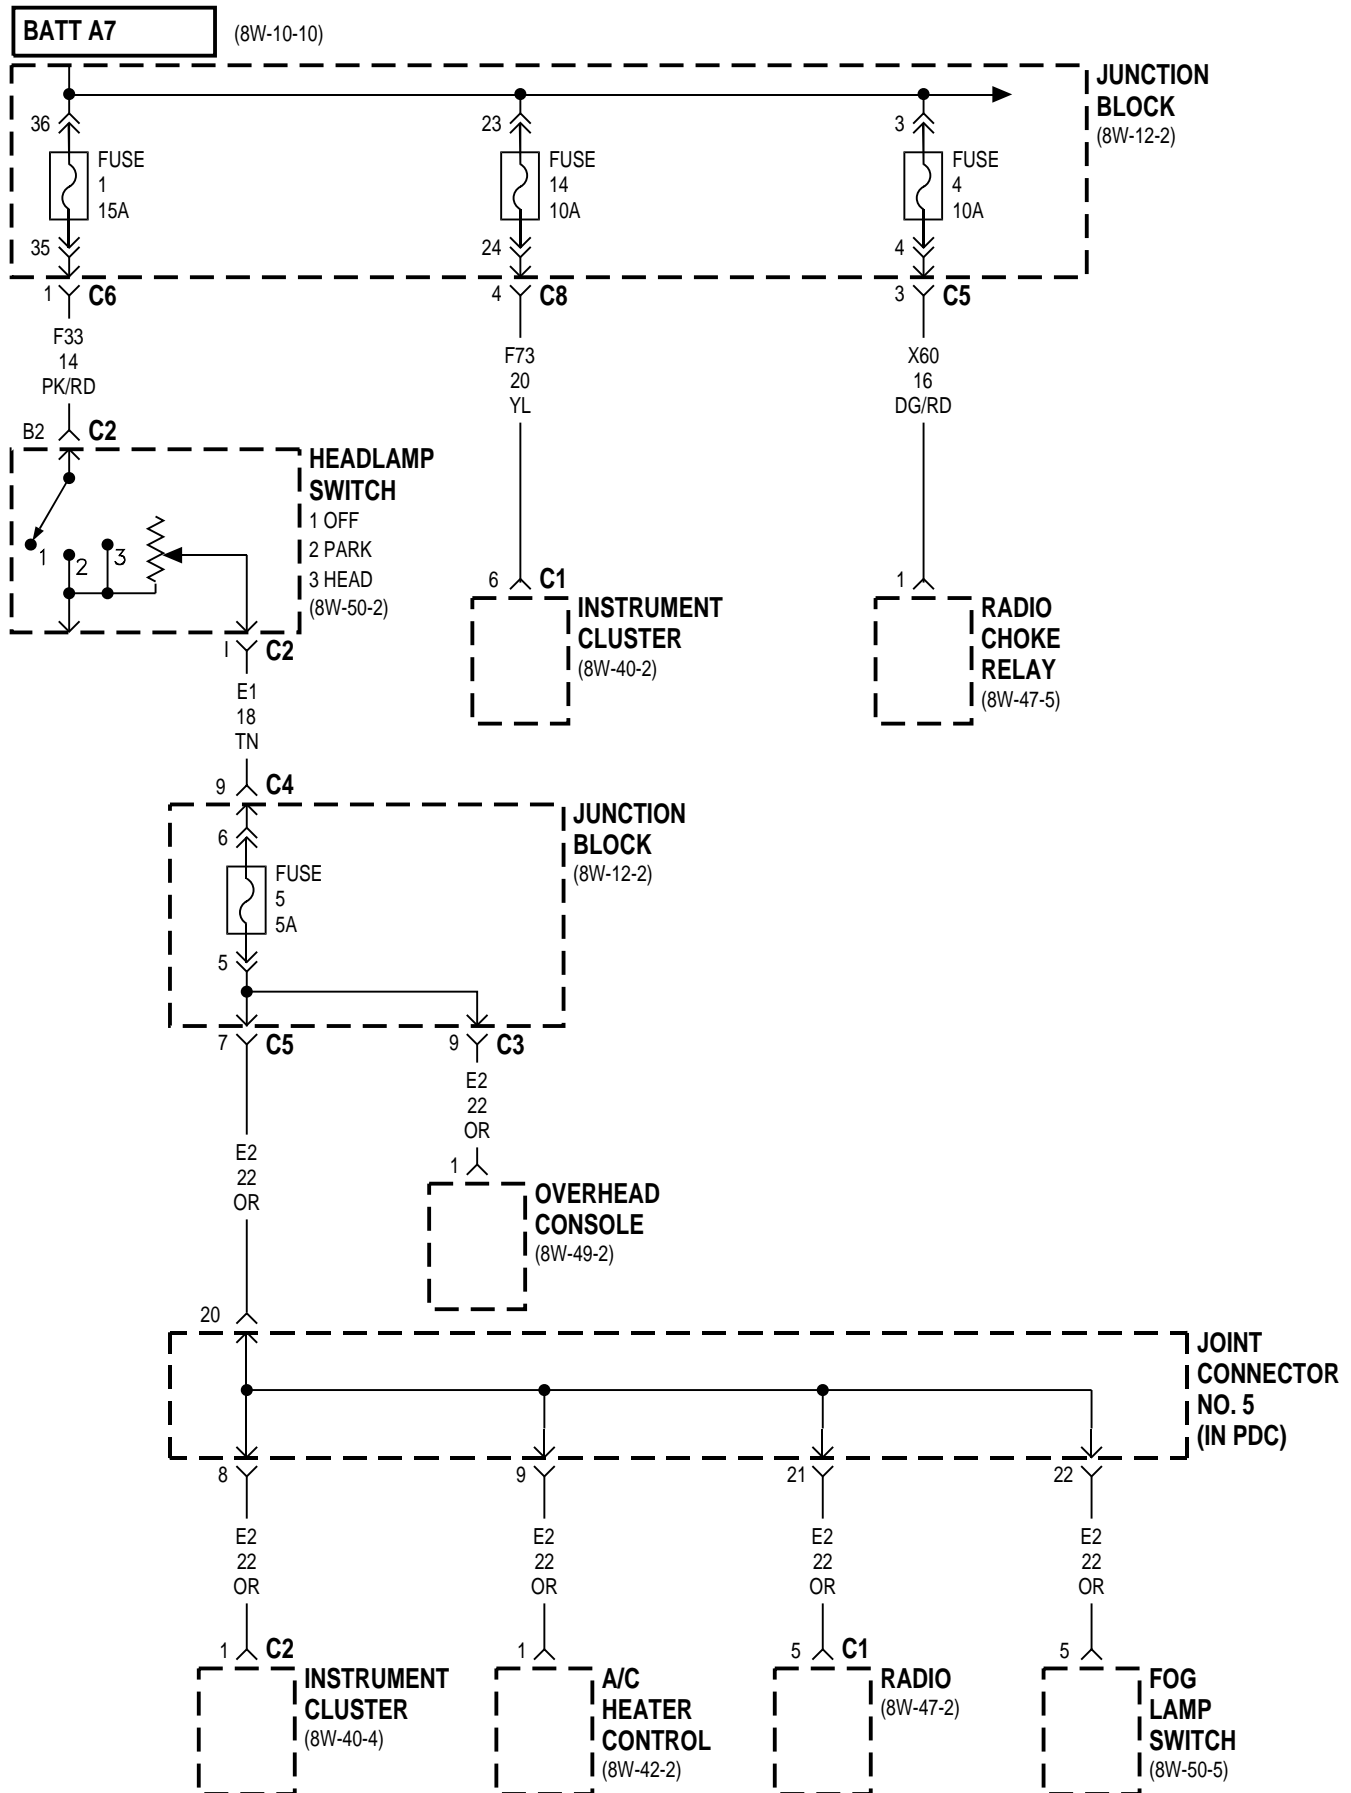 BATT A7
(8W-10-10)
JUNCTION
BLOCK
(8W-12-2)
36
23
3
FUSE
1
15A
FUSE
14
10A
FUSE
4
10A
35
24
4
1
C6
4
C8
3
C5
F33
14
PK/RD
F73
20
YL
X60
16
DG/RD
B2
C2
HEADLAMP
SWITCH
1 OFF
2 PARK
3 HEAD
(8W-50-2)
1
2
3
6
C1
INSTRUMENT
CLUSTER
(8W-40-2)
1
RADIO
CHOKE
RELAY
(8W-47-5)
I
C2
E1
18
TN
9
C4
JUNCTION
BLOCK
(8W-12-2)
6
FUSE
5
5A
5
7
C5
9
C3
E2
22
OR
E2
22
OR
1
OVERHEAD
CONSOLE
(8W-49-2)
20
JOINT
CONNECTOR
NO. 5
(IN PDC)
8
9
21
22
E2
22
OR
E2
22
OR
E2
22
OR
E2
22
OR
1
C2
INSTRUMENT
CLUSTER
(8W-40-4)
1
A/C
HEATER
CONTROL
(8W-42-2)
5
C1
RADIO
(8W-47-2)
5
FOG
LAMP
SWITCH
(8W-50-5)